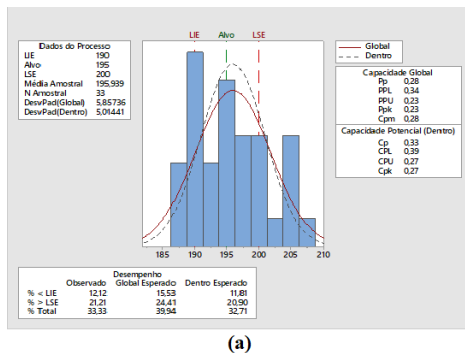 LIE Alvo LSE
Dados do Processo
LIE 190
Alvo 195
LSE 200
Média Amostral 195,939
N Amostral 33
DesvPad(Global) 5,85736
DesvPad(Dentro) 5,01441
Global
Dentro
Capacidade Global
Pp 0,28
PPL 0,34
PPU 0,23
Ppk 0,23
Cpm 0,28
Capacidade Potencial (Dentro)
Cp 0,33
CPL 0,39
CPU 0,27
Cpk 0,27
185 190 195 200 205 210
Desempenho
Observado Global Esperado Dentro Esperado
% < LIE 12,12 15,53 11,81
% > LSE 21,21 24,41 20,90
% Total 33,33 39,94 32,71
(a)